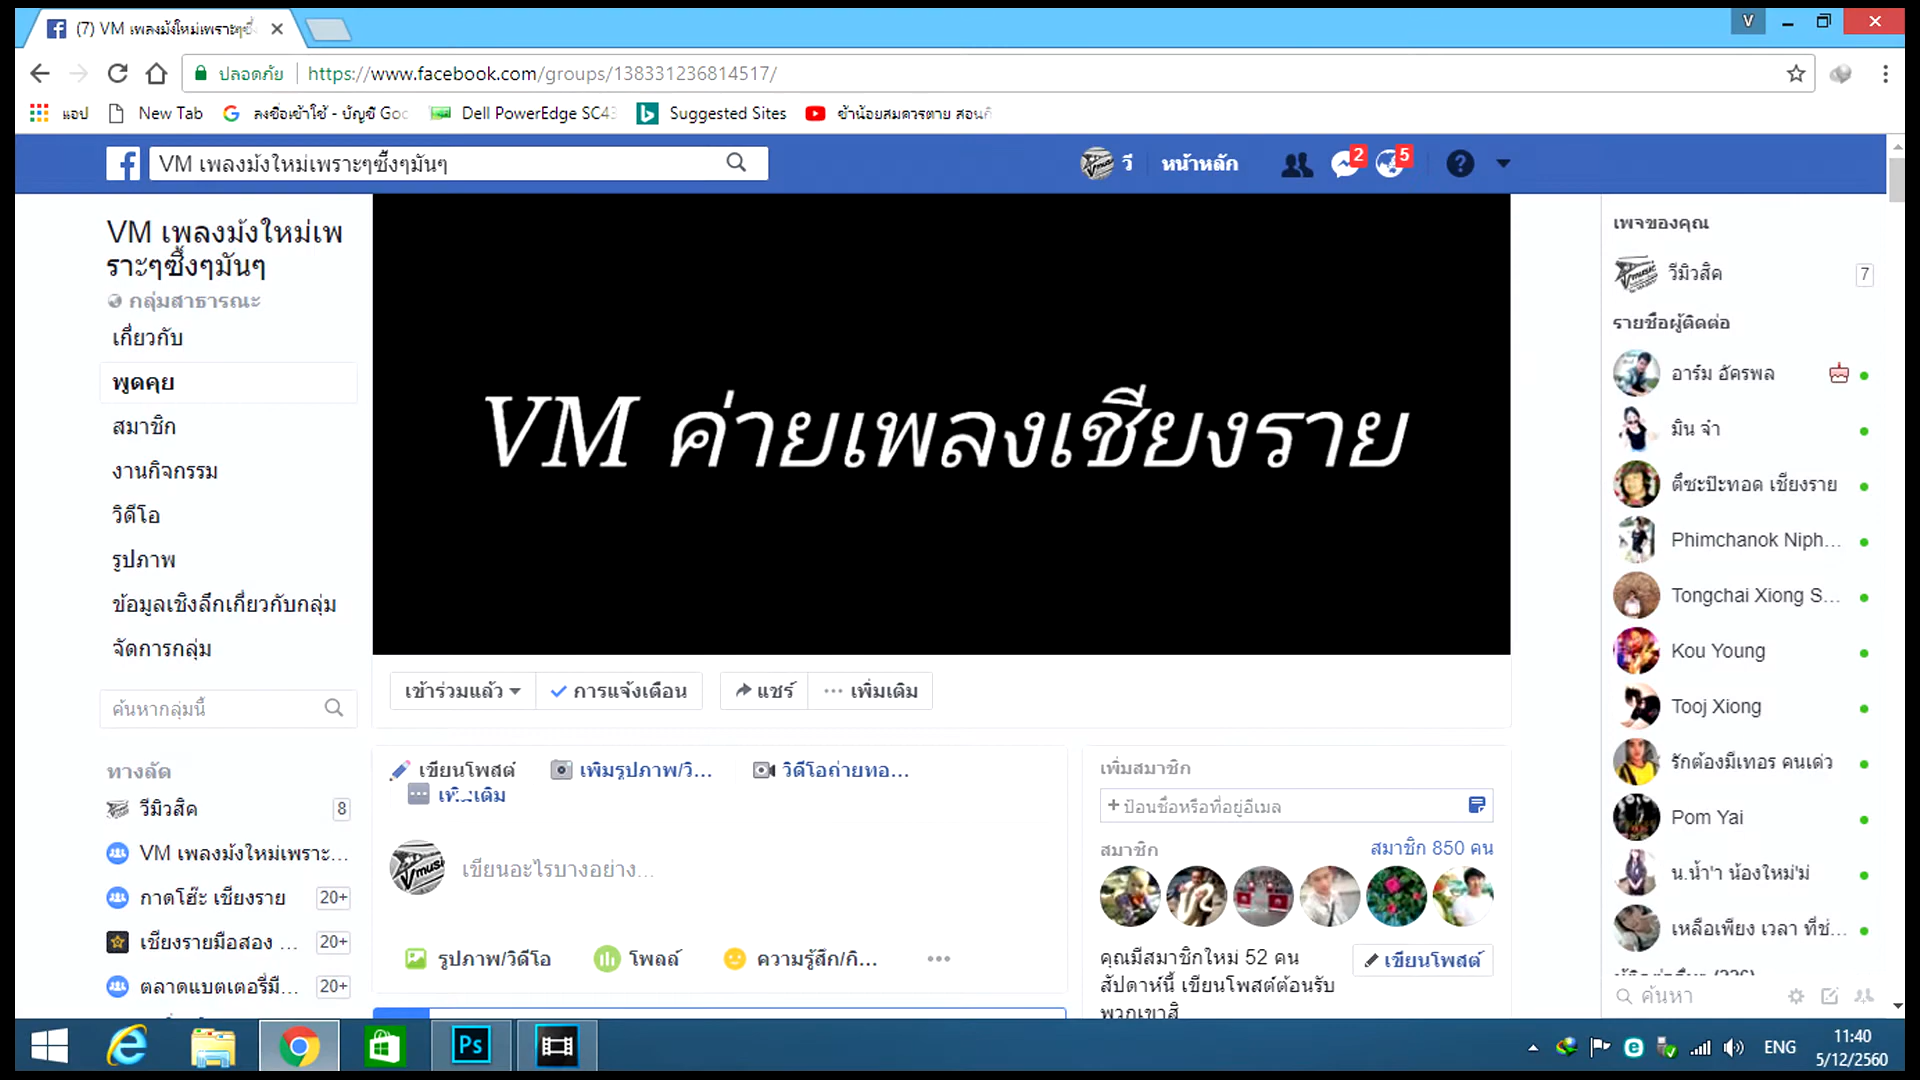 (7) VM เพลงม้งใหม่เพราะๆซึ้ง
V
ปลอดภัย
https://www.facebook.com/groups/138331236814517/
แอป
New Tab
ลงชื่อเข้าใช้ - บัญชี Goo
Dell PowerEdge SC43
Suggested Sites
ข้าน้อยสมควรตาย สอนกั
VM เพลงม้งใหม่เพราะๆซึ้งๆมันๆ
วี
หน้าหลัก
2
5
VM เพลงม้งใหม่เพ
ราะๆซึ้งๆมันๆ
กลุ่มสาธารณะ
เกี่ยวกับ
พูดคุย
สมาชิก
งานกิจกรรม
วิดีโอ
รูปภาพ
ข้อมูลเชิงลึกเกี่ยวกับกลุ่ม
จัดการกลุ่ม
ค้นหากลุ่มนี้
ทางลัด
วีมิวสิค
8
VM เพลงม้งใหม่เพราะ...
กาดโฮ๊ะ เชียงราย
20+
เชียงรายมือสอง ...
20+
ตลาดแบตเตอรี่มื...
20+
VM ค่ายเพลงเชียงราย
เข้าร่วมแล้ว
การแจ้งเตือน
แชร์
เพิ่มเติม
เขียนโพสต์
เพิ่มรูปภาพ/วิ...
วิดีโอถ่ายทอ...
เพิ่มเติม
เขียนอะไรบางอย่าง...
รูปภาพ/วิดีโอ
โพลล์
ความรู้สึก/กิ...
เพิ่มสมาชิก
+ ป้อนชื่อหรือที่อยู่อีเมล
สมาชิก
สมาชิก 850 คน
คุณมีสมาชิกใหม่ 52 คน
สัปดาห์นี้ เขียนโพสต์ต้อนรับ
พวกเขาสิ
เขียนโพสต์
เพจของคุณ
วีมิวสิค
7
รายชื่อผู้ติดต่อ
อาร์ม อัครพล
มิน จำ
ตึ๊ซะป๊ะทอด เชียงราย
Phimchanok Niph...
Tongchai Xiong S...
Kou Young
Tooj Xiong
รักต้องมีเทอร คนเด่ว
Pom Yai
น.น้ำ'า น้องใหม่'ม่
เหลือเพียง เวลา ที่ช่...
ค้นหา
Ps
ENG
11:40
5/12/2560